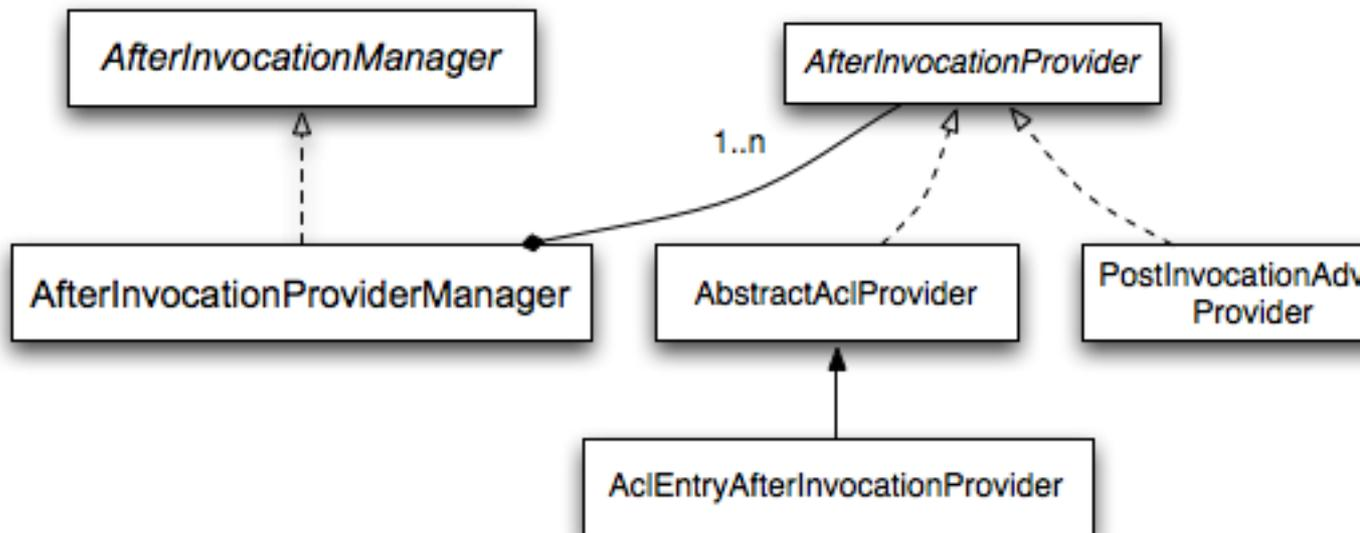 AfterInvocationManager
AfterInvocationProvider
1..n
AfterInvocationProviderManager
AbstractAclProvider
Provider
AclEntryAfterInvocationProvider